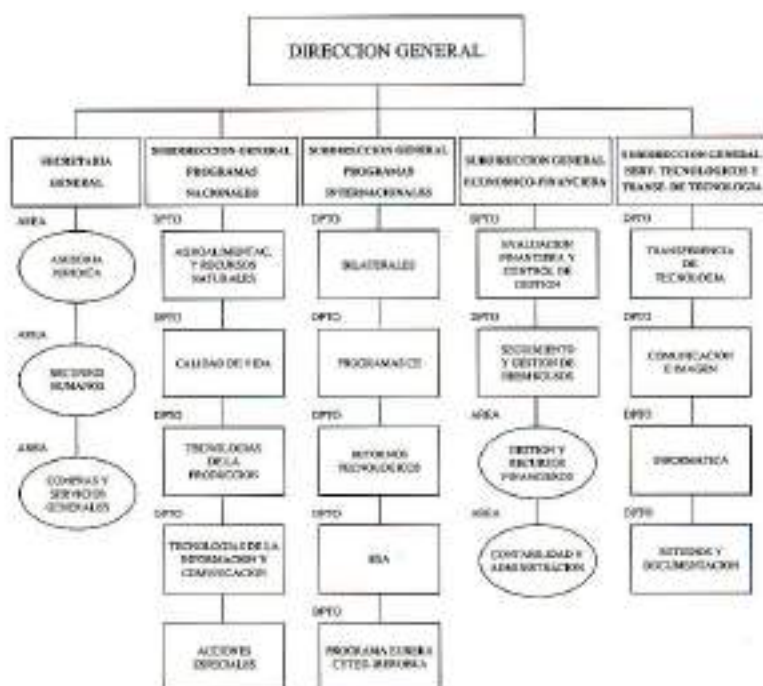 DIRECCION GENERAL
SECRETARIA
GENERAL
SUBDIRECCION GENERAL
PROGRAMAS
NACIONALES
SUBDIRECCION GENERAL
PROGRAMAS
INTERNACIONALES
SUBDIRECCION GENERAL
ECONOMICO-FINANCIERA
SUBDIRECCION GENERAL
SERV. TECNOLOGICOS Y
TRANSF. DE TECNOLOGIA
AREA
ASESORIA
JURIDICA
AREA
RECURSOS
HUMANOS
AREA
COMPRAS Y
SERVICIOS
GENERALES
DPTO
AGROALIMENTAC.
Y RECURSOS
NATURALES
DPTO
CALIDAD DE VIDA
DPTO
TECNOLOGIAS
DE LA
PRODUCCION
DPTO
TECNOLOGIAS DE LA
INFORMACION Y
COMUNICACION
ACCIONES
ESPECIALES
DPTO
BILATERALES
DPTO
PROGRAMAS CE
DPTO
RETORNOS
TECNOLOGICOS
DPTO
ESA
DPTO
PROGRAMA EUREKA
CYTED-IBEROEKA
DPTO
EVALUACION
FINANCIERA Y
CONTROL DE
GESTION
DPTO
SEGUIMIENTO
Y GESTION DE
REEMBOLSOS
AREA
GESTION Y
RECURSOS
FINANCIEROS
AREA
CONTABILIDAD Y
ADMINISTRACION
DPTO
TRANSFERENCIA
DE
TECNOLOGIA
DPTO
COMUNICACIÓN
E IMAGEN
DPTO
INFORMATICA
DPTO
ESTUDIOS Y
DOCUMENTACION